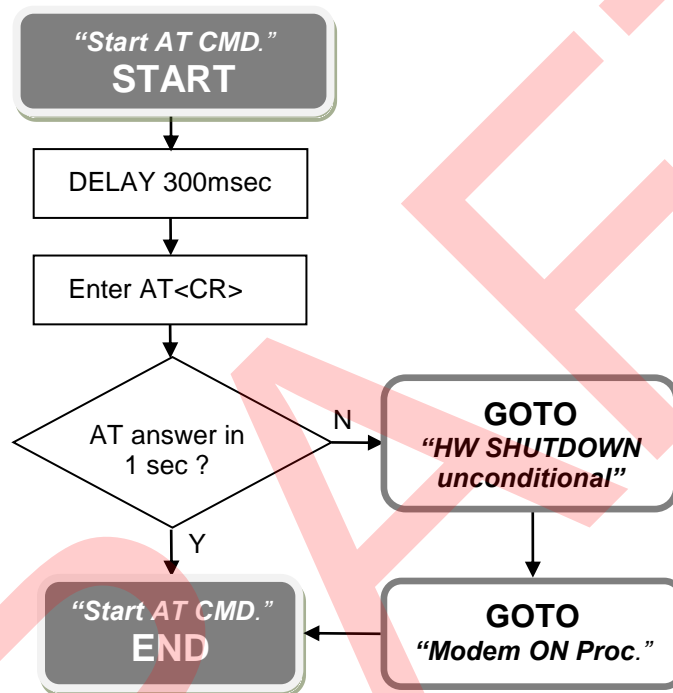 “Start AT CMD.”
START
DELAY 300msec
Enter AT<CR>
AT answer in
1 sec ?
N
GOTO
“HW SHUTDOWN
unconditional”
Y
“Start AT CMD.”
END
GOTO
“Modem ON Proc.”